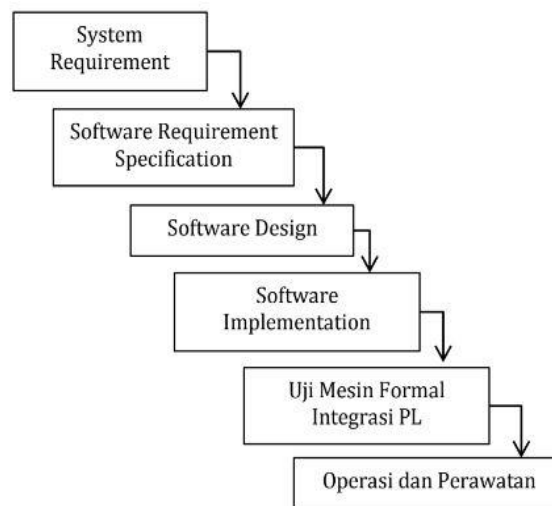 System
Requirement
Software Requirement
Specification
Software Design
Software
Implementation
Uji Mesin Formal
Integrasi PL
Operasi dan Perawatan